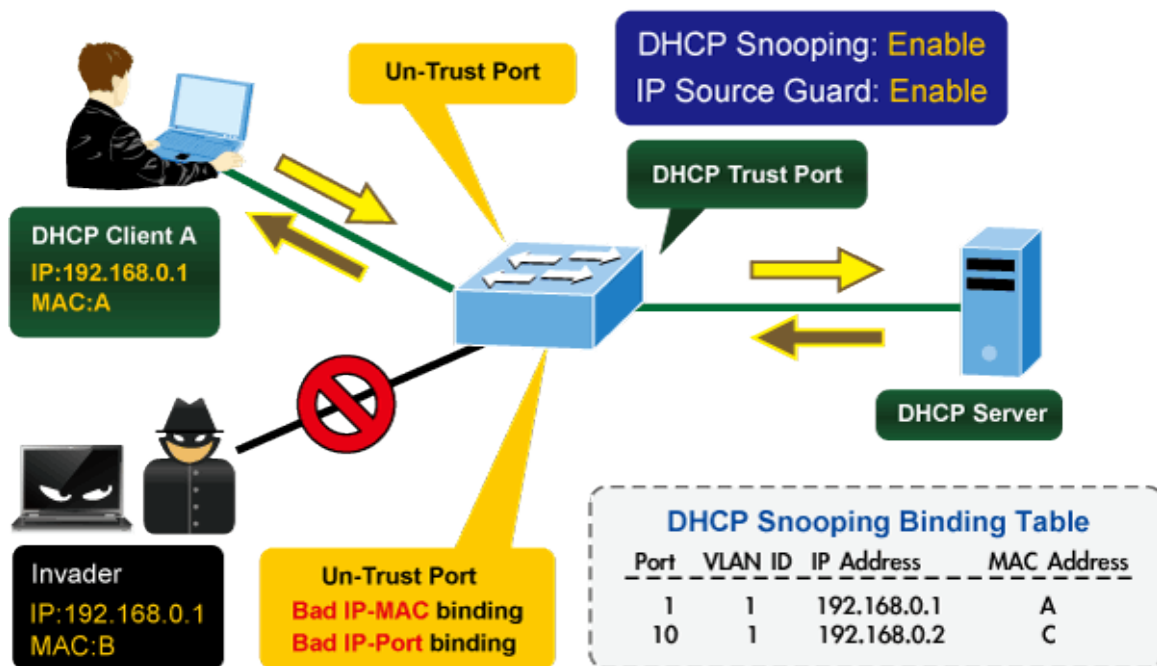 DHCP Snooping: Enable
IP Source Guard: Enable
Un-Trust Port
DHCP Trust Port
DHCP Client A
IP:192.168.0.1
MAC:A
DHCP Server
Invader
IP:192.168.0.1
MAC:B
Un-Trust Port
Bad IP-MAC binding
Bad IP-Port binding
DHCP Snooping Binding Table
Port VLAN ID IP Address MAC Address
1 1 192.168.0.1 A
10 1 192.168.0.2 C